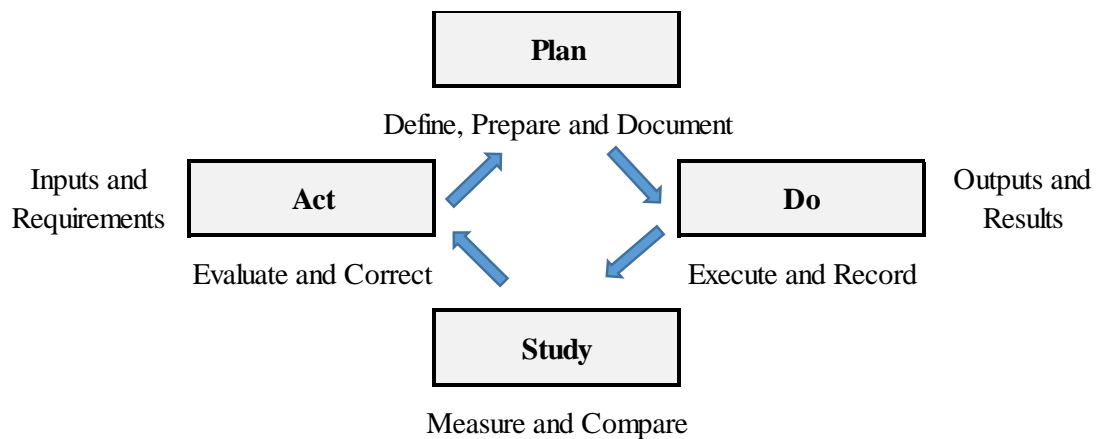 Plan
Define, Prepare and Document
Inputs and
Requirements
Act
Do
Outputs and
Results
Evaluate and Correct
Execute and Record
Study
Measure and Compare